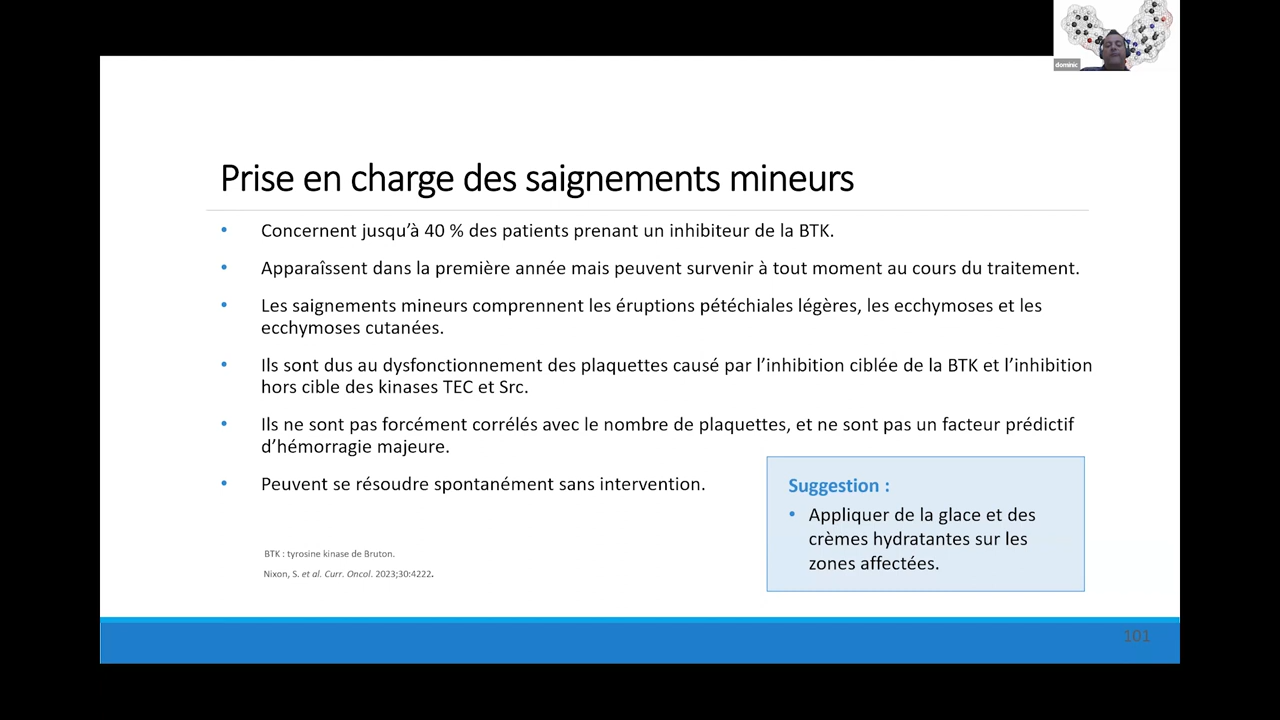 dominic
Prise en charge des saignements mineurs
• Concernent jusqu’à 40 % des patients prenant un inhibiteur de la BTK.
• Apparaîssent dans la première année mais peuvent survenir à tout moment au cours du traitement.
• Les saignements mineurs comprennent les éruptions pétéchiales légères, les ecchymoses et les
ecchymoses cutanées.
• Ils sont dus au dysfonctionnement des plaquettes causé par l’inhibition ciblée de la BTK et l’inhibition
hors cible des kinases TEC et Src.
• Ils ne sont pas forcément corrélés avec le nombre de plaquettes, et ne sont pas un facteur prédictif
d’hémorragie majeure.
• Peuvent se résoudre spontanément sans intervention.
Suggestion :
• Appliquer de la glace et des
crèmes hydratantes sur les
zones affectées.
BTK : tyrosine kinase de Bruton.
Nixon, S. et al. Curr. Oncol. 2023;30:4222.
101